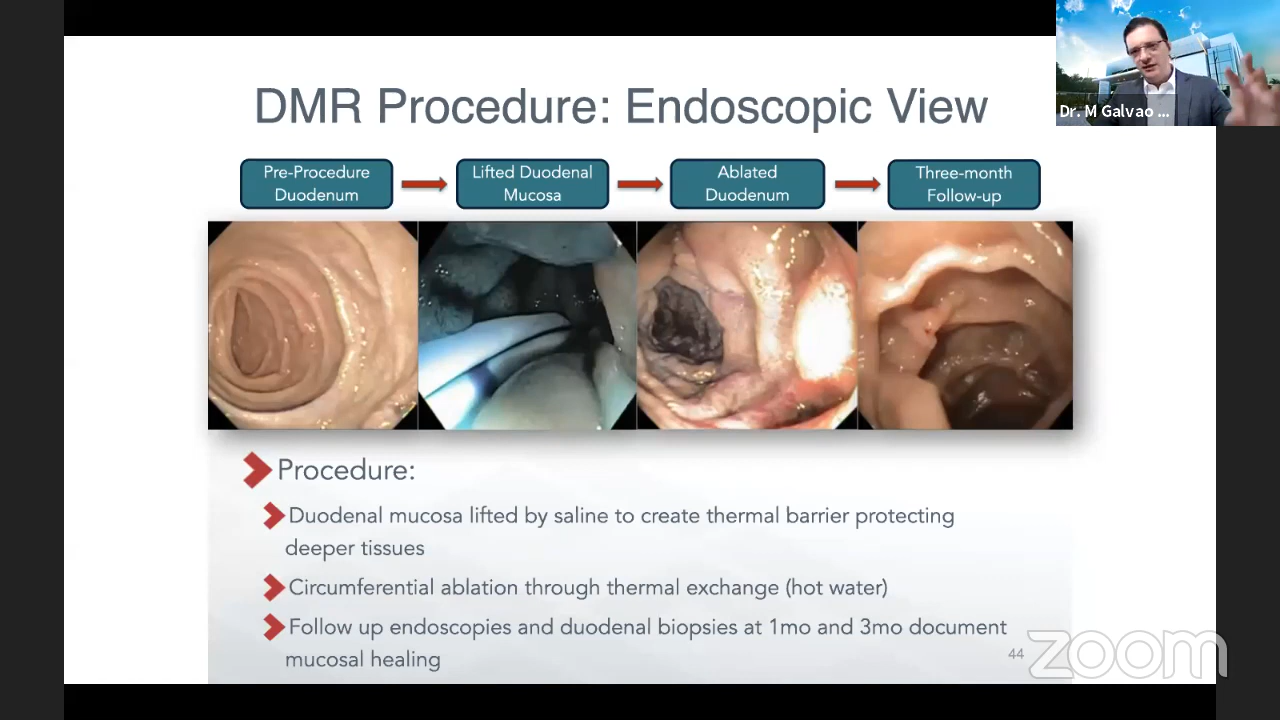 Dr. M Galvao ...
DMR Procedure: Endoscopic View
Pre-Procedure
Duodenum
Lifted Duodenal
Mucosa
Ablated
Duodenum
Three-month
Follow-up
Procedure:
Duodenal mucosa lifted by saline to create thermal barrier protecting
deeper tissues
Circumferential ablation through thermal exchange (hot water)
Follow up endoscopies and duodenal biopsies at 1mo and 3mo document
mucosal healing
44
zoom